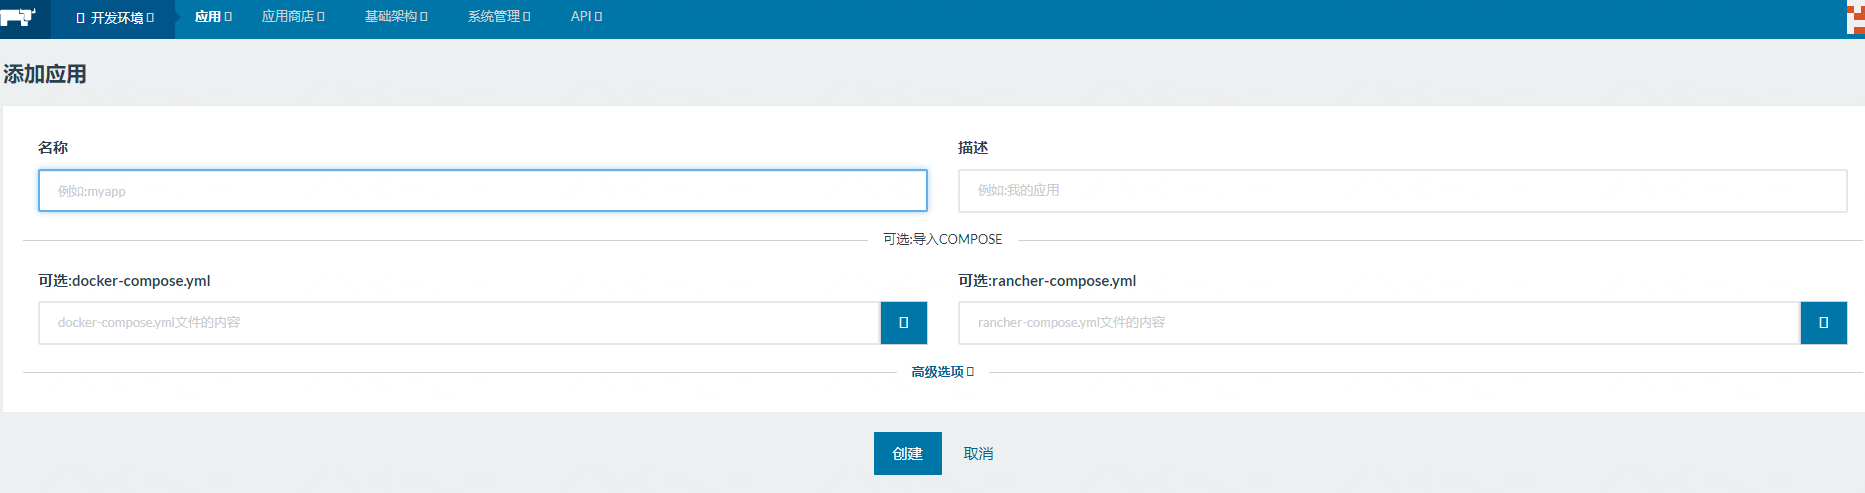 开发环境 应用 应用商店 基础架构 系统管理 API
添加应用
名称 描述
例如:myapp 例如:我的应用
可选:导入COMPOSE
可选:docker-compose.yml 可选:rancher-compose.yml
docker-compose.yml文件的内容 rancher-compose.yml文件的内容
高级选项
创建 取消